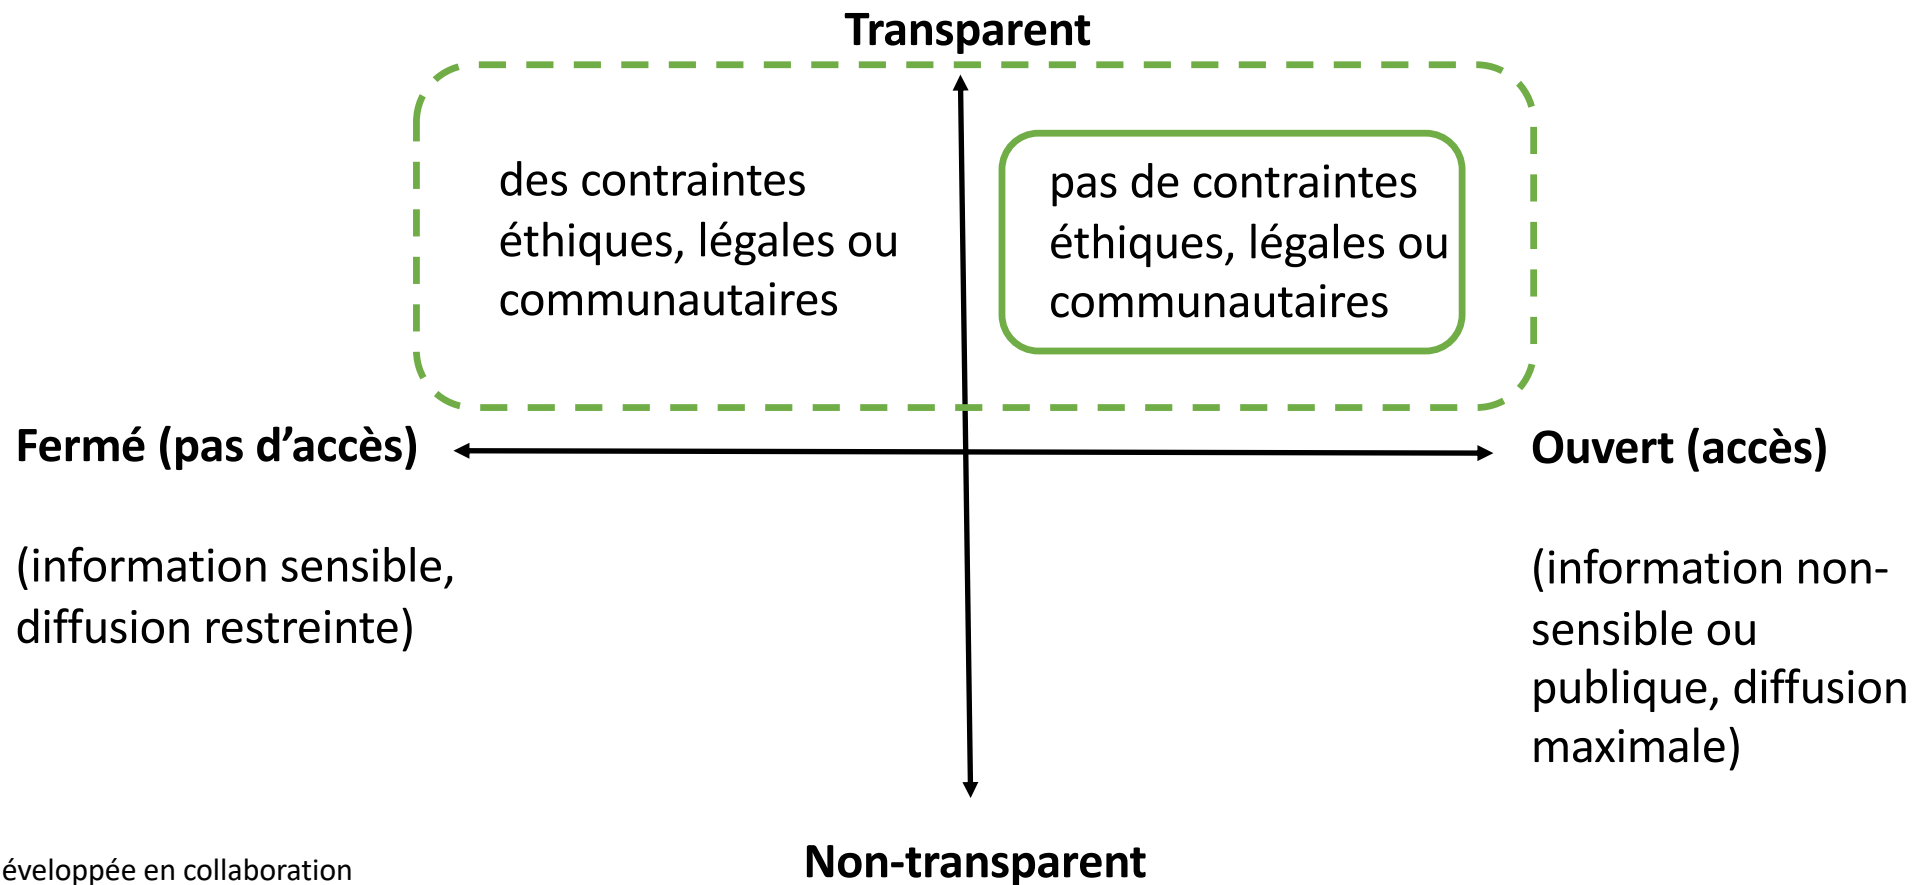 Transparent
des contraintes
éthiques, légales ou
communautaires
pas de contraintes
éthiques, légales ou
communautaires
Fermé (pas d’accès)
(information sensible,
diffusion restreinte)
Ouvert (accès)
(information non-
sensible ou
publique, diffusion
maximale)
Non-transparent
éveloppée en collaboration